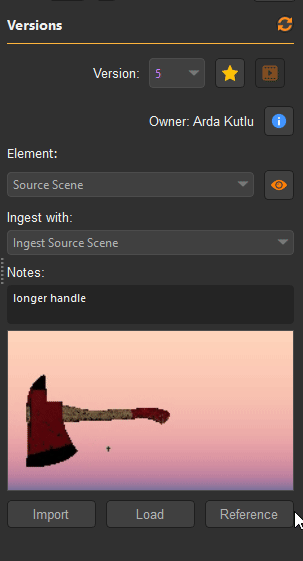 Versions
Version: 5
Owner: Arda Kutlu
Element:
Source Scene
Ingest with:
Ingest Source Scene
Notes:
longer handle
Import Load Reference